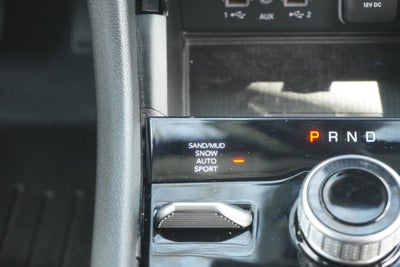 1 AUX 2
12V DC
P R N D
SAND/MUD
SNOW
AUTO
SPORT